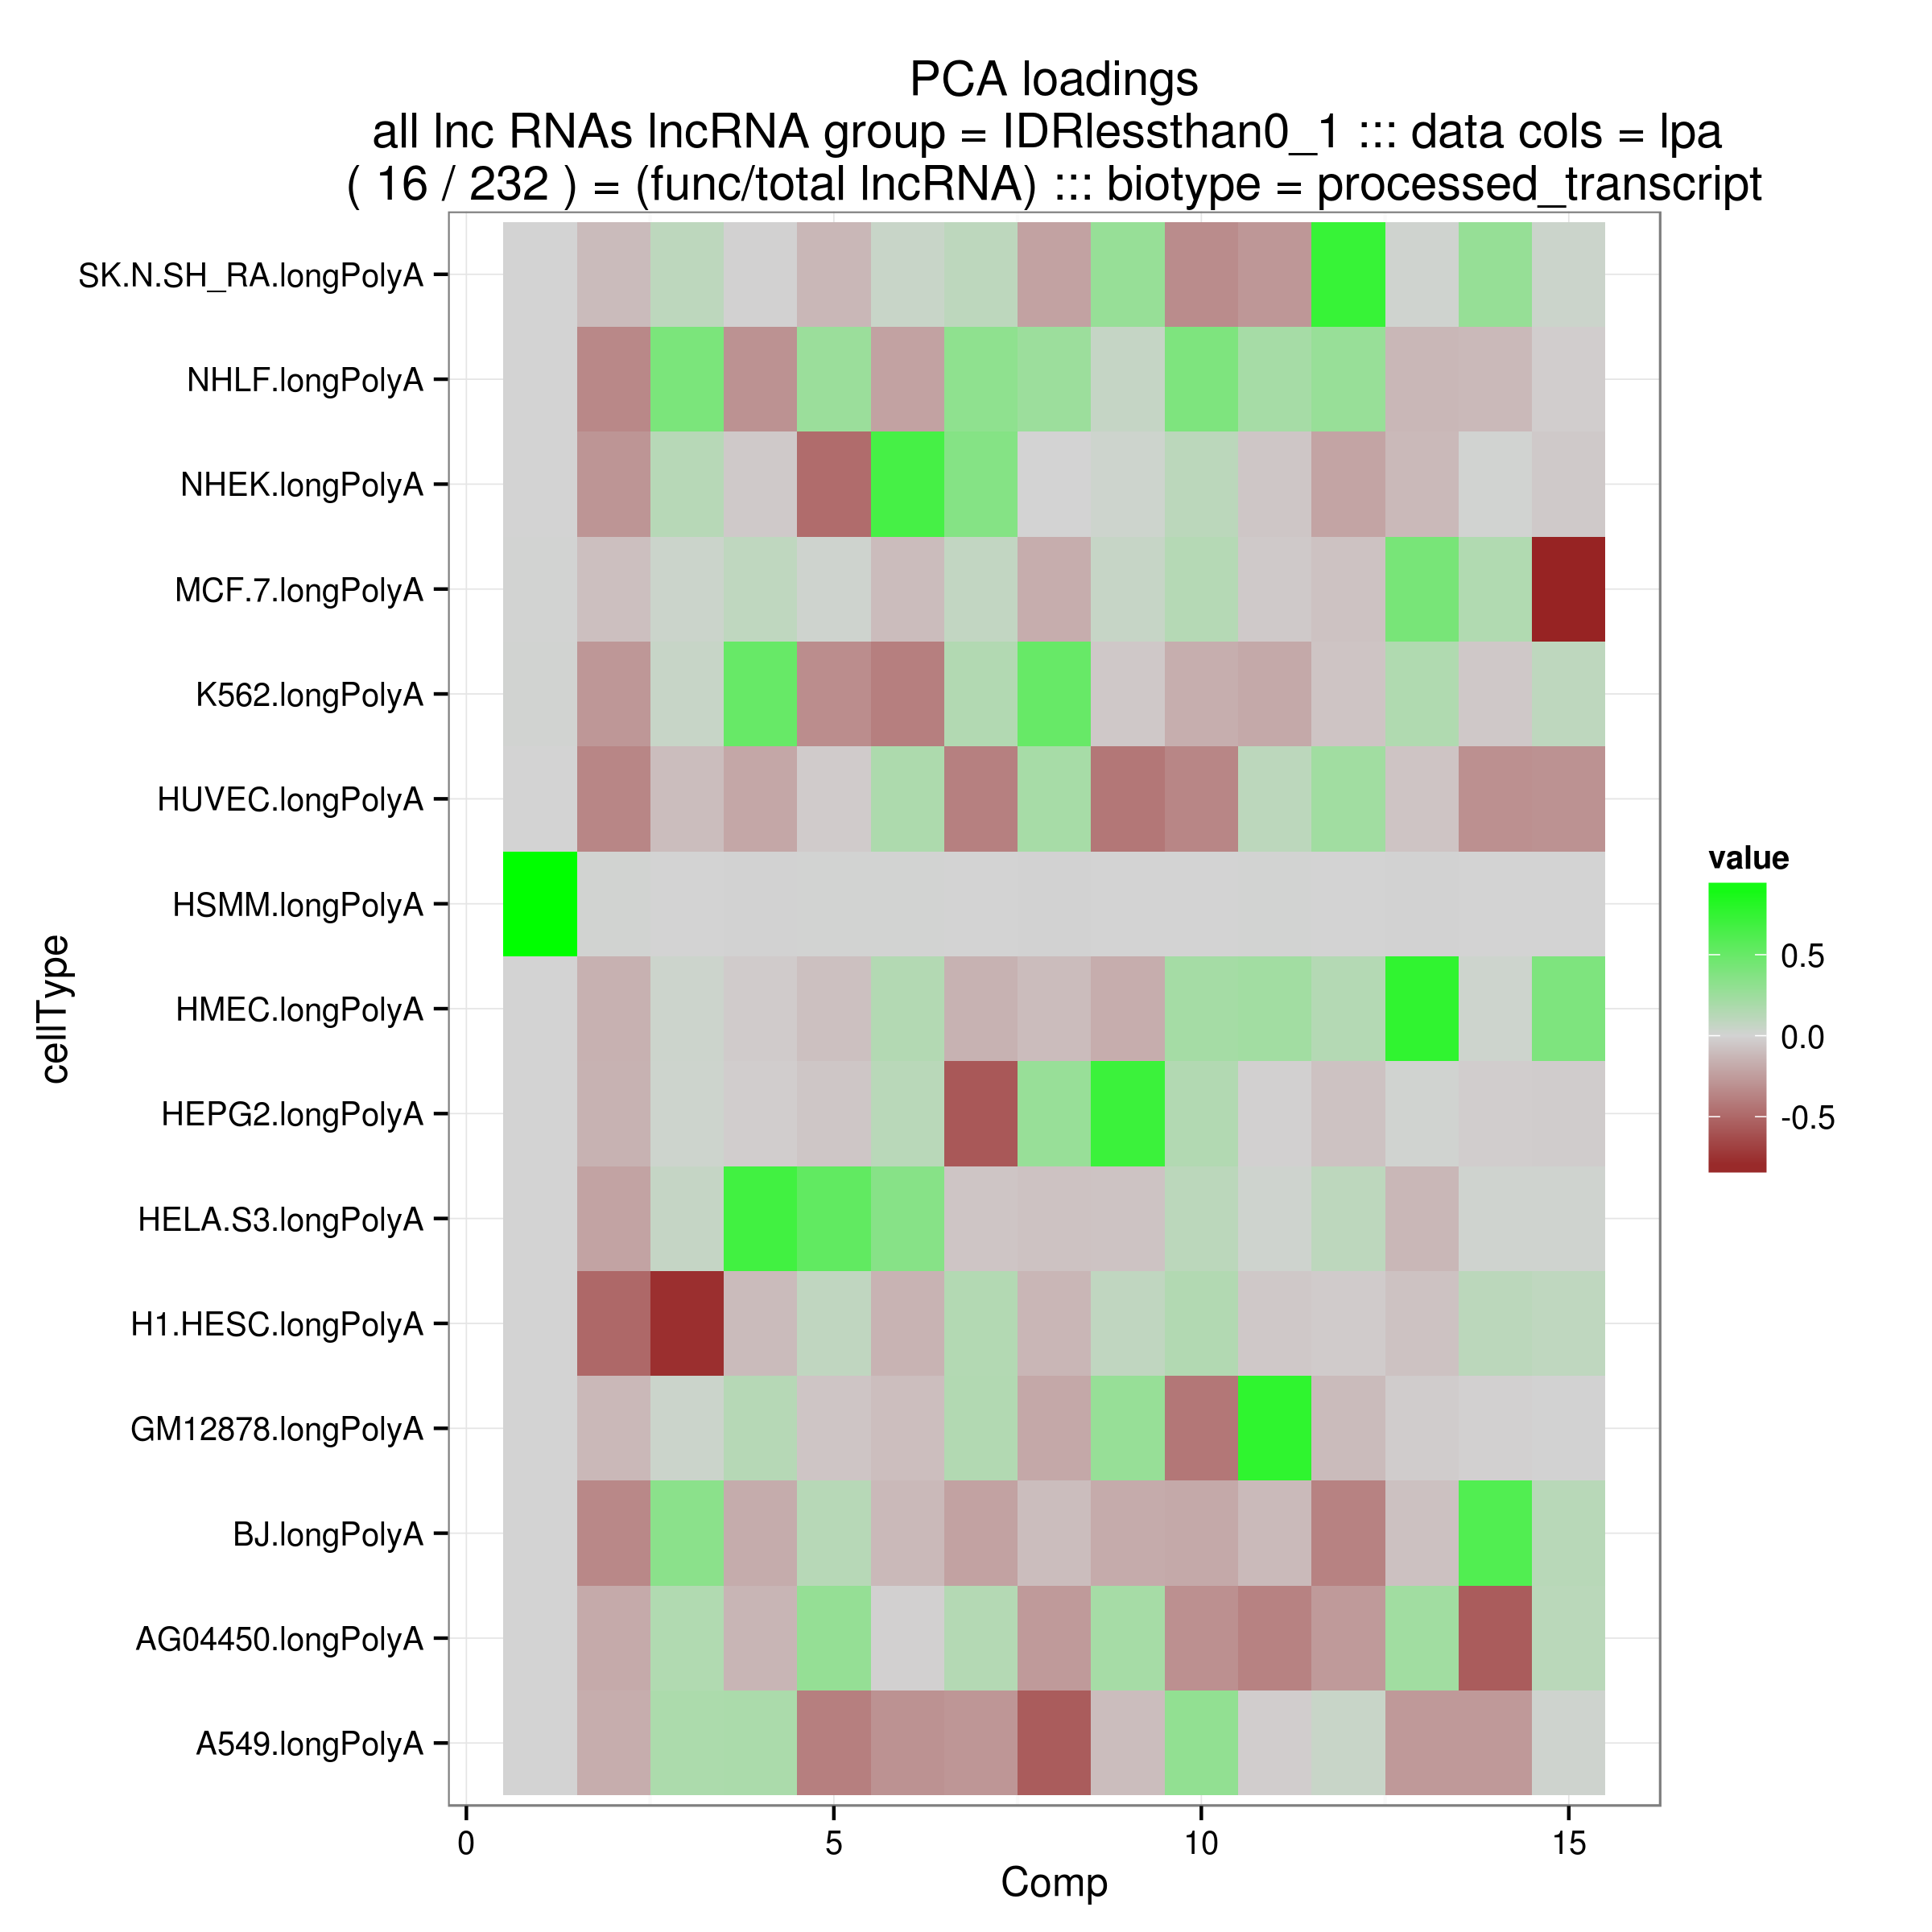 PCA loadings
all lnc RNAs lncRNA group = IDRlessthan0_1 ::: data cols = lpa
( 16 / 232 ) = (func/total lncRNA) ::: biotype = processed_transcript
SK.N.SH_RA.longPolyA
NHLF.longPolyA
NHEK.longPolyA
MCF.7.longPolyA
K562.longPolyA
HUVEC.longPolyA
HSMM.longPolyA
HMEC.longPolyA
HEPG2.longPolyA
HELA.S3.longPolyA
H1.HESC.longPolyA
GM12878.longPolyA
BJ.longPolyA
AG04450.longPolyA
A549.longPolyA
cellType
0
5
10
15
Comp
value
0.5
0.0
-0.5